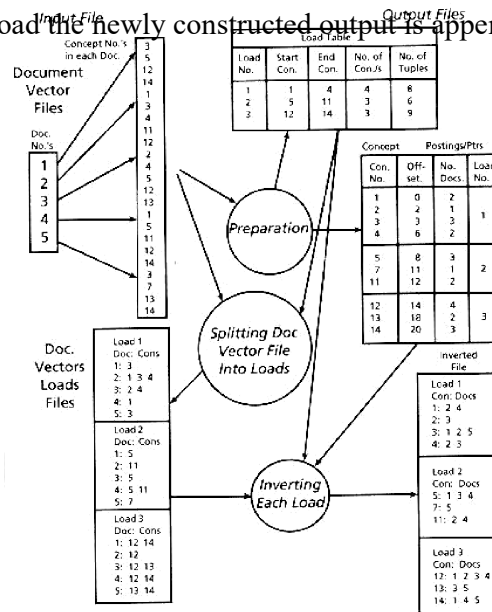 oad the newly constructed output is appen
Input File
Concept No.'s
in each Doc.
Document
Vector
Files
Doc.
No.'s
1
2
3
4
5
3
5
12
14
1
3
4
11
12
2
4
5
12
13
1
5
11
12
14
3
7
13
14
Output Files
Load Table
Load No. Start Con. End Con. No. of Con./s No. of Tuples
1 1 4 4 8
2 5 11 3 6
3 12 14 3 9
Concept Postings/Ptrs
Con. No. Off-set. No. Docs. Load No.
1 0 2
2 2 1
3 3 3 1
4 6 2
5 8 3
7 11 1 2
11 12 2
12 14 4
13 18 2 3
14 20 3
Preparation
Splitting Doc
Vector File
Into Loads
Inverting
Each Load
Doc.
Vectors
Loads
Files
Load 1
Doc: Cons
1: 3
2: 1 3 4
3: 2 4
4: 1
5: 3
Load 2
Doc: Cons
1: 5
2: 11
3: 5
4: 5 11
5: 7
Load 3
Doc: Cons
1: 12 14
2: 12
3: 12 13
4: 12 14
5: 13 14
Inverted
File
Load 1
Con: Docs
1: 2 4
2: 3
3: 1 2 5
4: 2 3
Load 2
Con: Docs
5: 1 3 4
7: 5
11: 2 4
Load 3
Con: Docs
12: 1 2 3 4
13: 3 5
14: 1 4 5